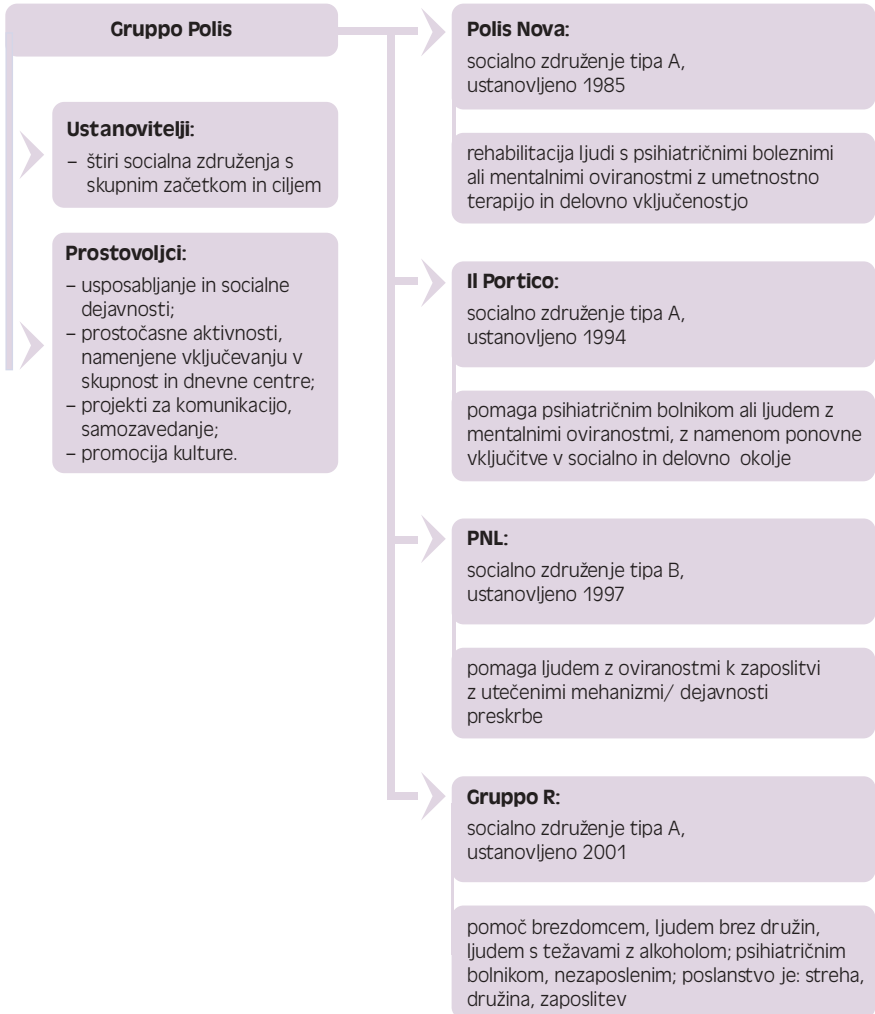 Gruppo Polis
Ustanovitelji:
– štiri socialna združenja s
skupnim začetkom in ciljem
Prostovoljci:
– usposabljanje in socialne
dejavnosti;
– prostočasne aktivnosti,
namenjene vključevanju v
skupnost in dnevne centre;
– projekti za komunikacijo,
samozavedanje;
– promocija kulture.
Polis Nova:
socialno združenje tipa A,
ustanovljeno 1985
rehabilitacija ljudi s psihiatričnimi boleznimi
ali mentalnimi oviranostmi z umetnostno
terapijo in delovno vključenostjo
Il Portico:
socialno združenje tipa A,
ustanovljeno 1994
pomaga psihiatričnim bolnikom ali ljudem z
mentalnimi oviranostmi, z namenom ponovne
vključitve v socialno in delovno okolje
PNL:
socialno združenje tipa B,
ustanovljeno 1997
pomaga ljudem z oviranostmi k zaposlitvi
z utečenimi mehanizmi/ dejavnosti
preskrbe
Gruppo R:
socialno združenje tipa A,
ustanovljeno 2001
pomoč brezdomcem, ljudem brez družin,
ljudem s težavami z alkoholom; psihiatričnim
bolnikom, nezaposlenim; poslanstvo je: streha,
družina, zaposlitev